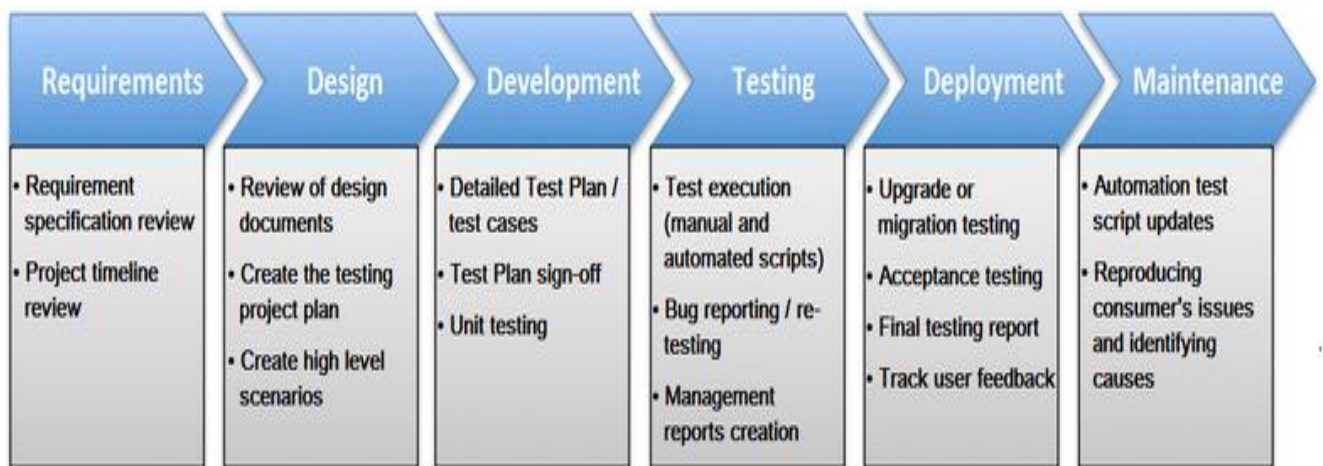 Requirements
Design
Development
Testing
Deployment
Maintenance
• Requirement
specification review
• Project timeline
review
• Review of design
documents
• Create the testing
project plan
• Create high level
scenarios
• Detailed Test Plan /
test cases
• Test Plan sign-off
• Unit testing
• Test execution
(manual and
automated scripts)
• Bug reporting / re-
testing
• Management
reports creation
• Upgrade or
migration testing
• Acceptance testing
• Final testing report
• Track user feedback
• Automation test
script updates
• Reproducing
consumer's issues
and identifying
causes